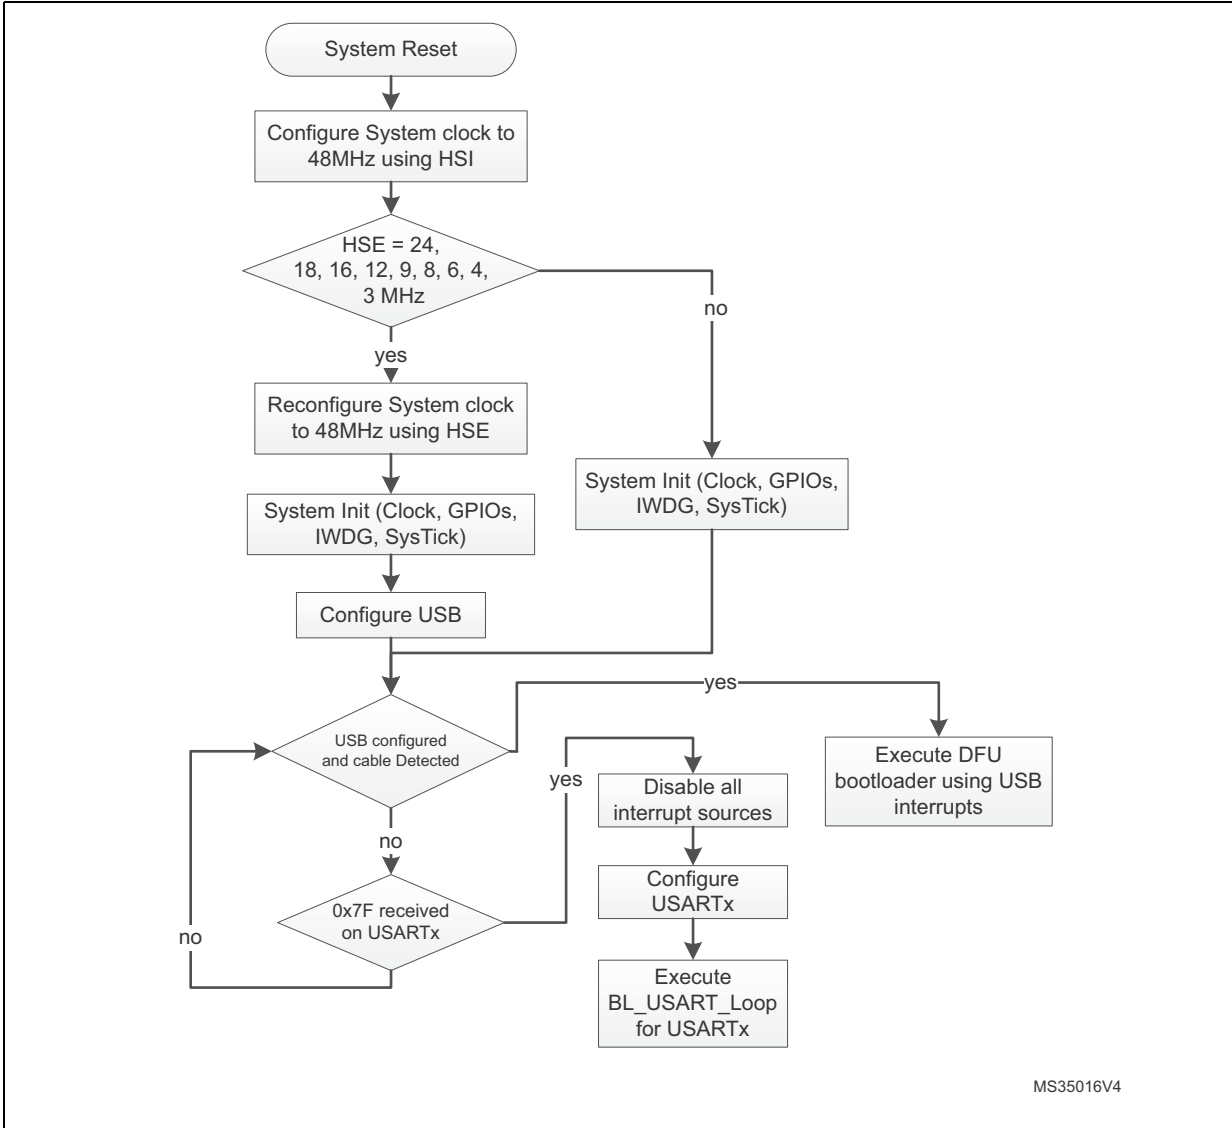 System Reset
Configure System clock to
48MHz using HSI
HSE = 24,
18, 16, 12, 9, 8, 6, 4,
3 MHz
no
yes
Reconfigure System clock
to 48MHz using HSE
System Init (Clock, GPIOs,
IWDG, SysTick)
System Init (Clock, GPIOs,
IWDG, SysTick)
Configure USB
yes
USB configured
and cable Detected
Execute DFU
bootloader using USB
interrupts
yes
Disable all
interrupt sources
no
Configure
USARTx
0x7F received
on USARTx
no
Execute
BL_USART_Loop
for USARTx
MS35016V4